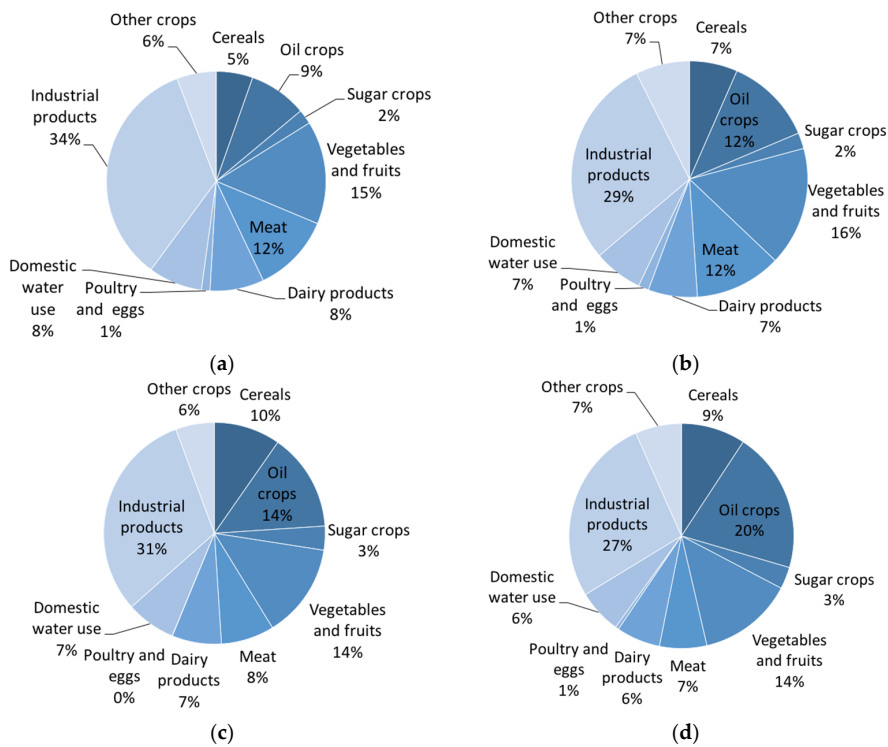 Other crops
6%
Cereals
5%
Oil crops
9%
Sugar crops
2%
Vegetables
and fruits
15%
Meat
12%
Dairy products
8%
Poultry
and eggs
1%
Domestic
water
use
8%
Industrial
products
34%
(a)
Other crops
7%
Cereals
7%
Oil
crops
12%
Sugar crops
2%
Vegetables
and fruits
16%
Meat
12%
Dairy products
7%
Poultry
and eggs
1%
Domestic
water use
7%
Industrial
products
29%
(b)
Other crops
6%
Cereals
10%
Oil
crops
14%
Sugar crops
3%
Vegetables
and fruits
14%
Meat
8%
Dairy
products
7%
Poultry and
eggs
0%
Domestic
water use
7%
Industrial
products
31%
(c)
Other crops
7%
Cereals
9%
Oil crops
20%
Sugar crops
3%
Vegetables
and fruits
14%
Meat
7%
Dairy
products
6%
Poultry and
eggs
1%
Domestic
water use
6%
Industrial
products
27%
(d)